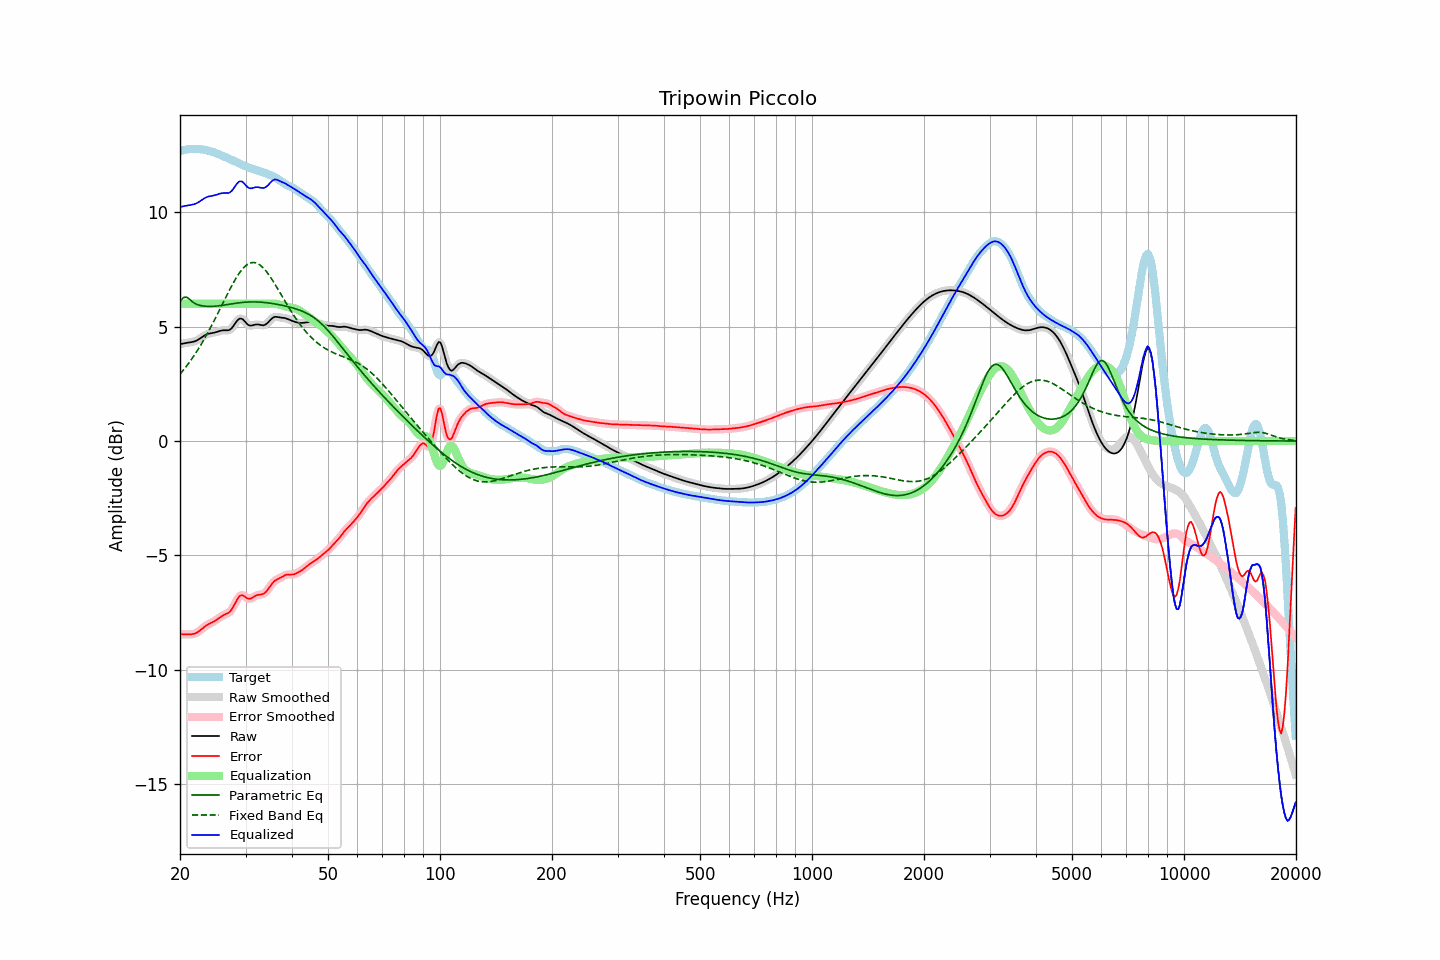 Tripowin Piccolo
Amplitude (dBr)
10
5
0
−5
−10
−15
Target
Raw Smoothed
Error Smoothed
Raw
Error
Equalization
Parametric Eq
Fixed Band Eq
Equalized
20 50 100 200 500 1000 2000 5000 10000 20000
Frequency (Hz)